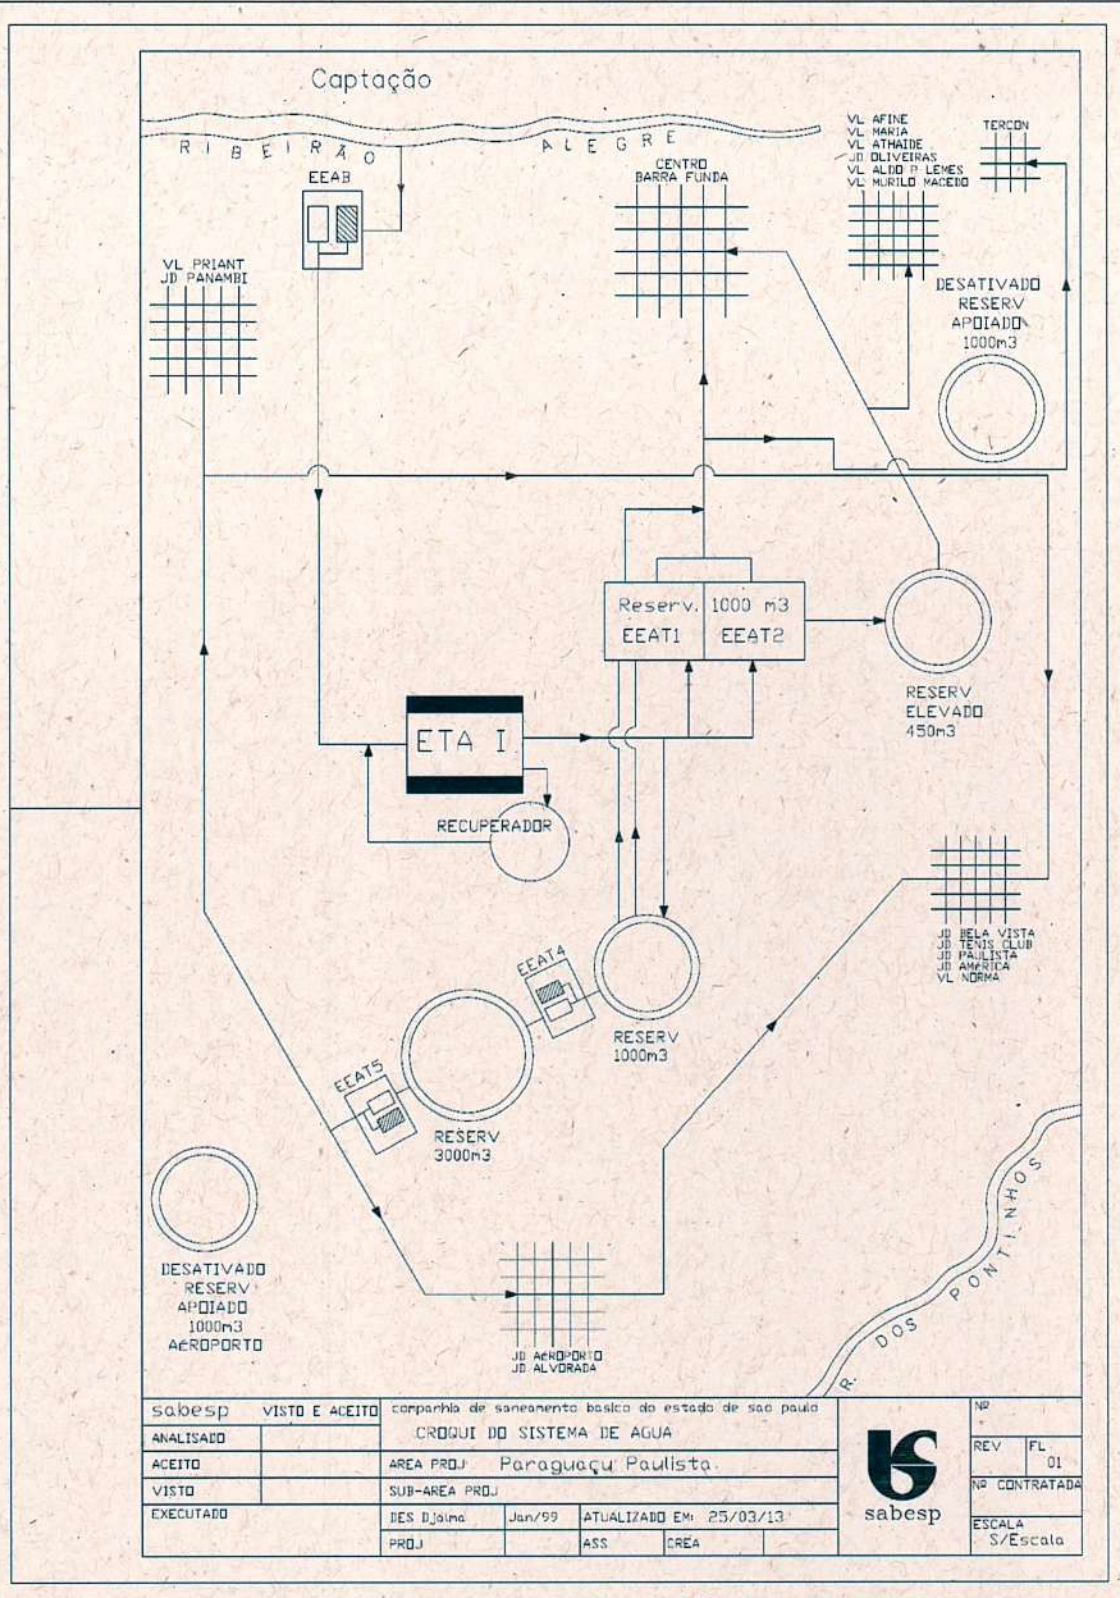 Captação
RIBEIRÃO ALEGRE
EEAB
CENTRO
BARRA FUNDA
VL AFINE
VL MARIA
VL ATHAIDE
JD OLIVEIRAS
VL ALDO P LEMES
VL MURILO MACEDO
TERCON
VL PRIANT
JD PANAMBI
DESATIVADO
RESERV
APOIADO
1000m3
Reserv. 1000 m3
EEAT1 EEAT2
RESERV
ELEVADO
450m3
ETA I
RECUPERADOR
JD BELA VISTA
JD TENIS CLUB
JD PAULISTA
JD AMéRICA
VL NORMA
EEAT4
RESERV
1000m3
EEAT5
RESERV
3000m3
DESATIVADO
RESERV
APOIADO
1000m3
AéROPORTO
JD AéROPORTO
JD ALVORADA
R. DOS PONTINHOS
sabesp VISTO E ACEITO
ANALISADO
ACEITO
VISTO
EXECUTADO
companhia de saneamento basico do estado de sao paulo
CROQUI DO SISTEMA DE AGUA
AREA PROJ Paraguaçu Paulista.
SUB-AREA PROJ
DES Djalma Jan/99 ATUALIZADO EM: 25/03/13
PROJ ASS CREA
sabesp
Nº
REV FL.
01
Nº CONTRATADA
ESCALA
S/Escala